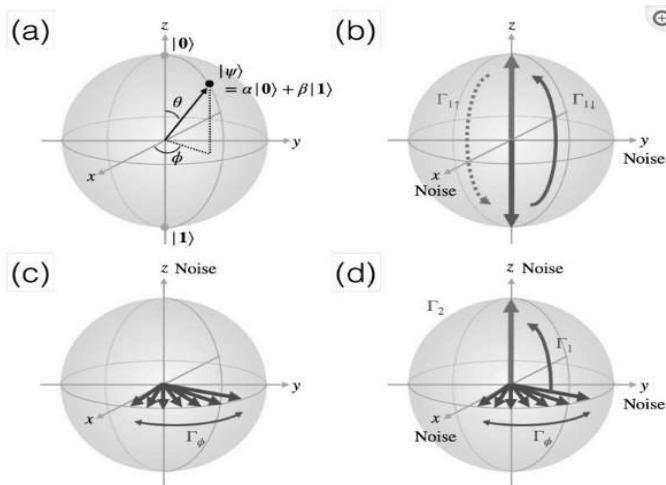 (a)
z
|0⟩
|ψ⟩
= α|0⟩ + β|1⟩
θ
ϕ
x
y
|1⟩
(b)
z
Γ1↑
Γ1↓
x
Noise
y
Noise
(c)
z Noise
x
y
Γϕ
(d)
z Noise
Γ2
Γ1
x
Noise
y
Noise
Γϕ